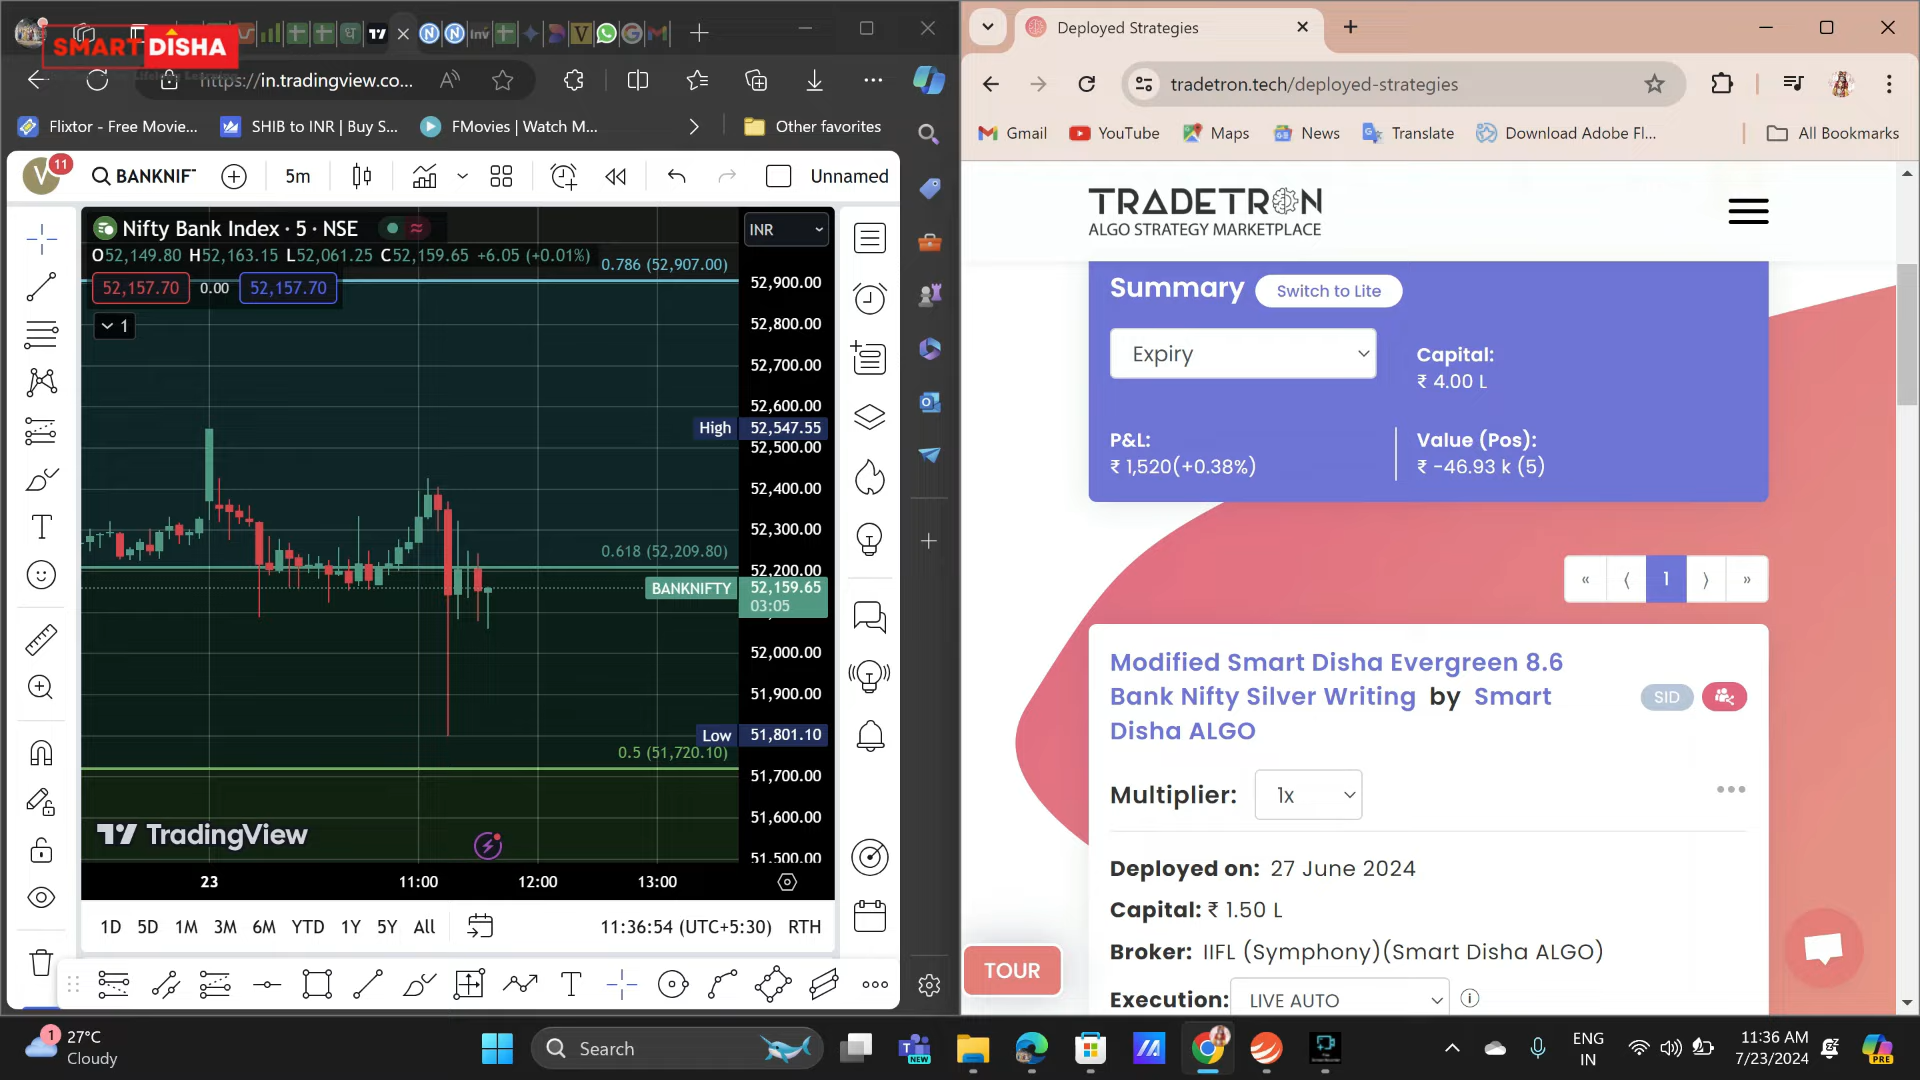 SMART DISHA
https://in.tradingview.co...
Flixtor - Free Movie...
SHIB to INR | Buy S...
FMovies | Watch M...
Other favorites
V
11
BANKNIF
5m
Unnamed
Nifty Bank Index · 5 · NSE
INR
O52,149.80 H52,163.15 L52,061.25 C52,159.65 +6.05 (+0.01%)
52,157.70
0.00
52,157.70
1
0.786 (52,907.00)
52,900.00
52,800.00
52,700.00
52,600.00
High
52,547.55
52,500.00
52,400.00
52,300.00
0.618 (52,209.80)
52,200.00
BANKNIFTY
52,159.65
03:05
52,000.00
51,900.00
Low
51,801.10
0.5 (51,720.10)
51,700.00
51,600.00
51,500.00
TradingView
23
11:00
12:00
13:00
1D 5D 1M 3M 6M YTD 1Y 5Y All
11:36:54 (UTC+5:30) RTH
Deployed Strategies
tradetron.tech/deployed-strategies
Gmail
YouTube
Maps
News
Translate
Download Adobe Fl...
All Bookmarks
TRADETRON
ALGO STRATEGY MARKETPLACE
Summary
Switch to Lite
Expiry
Capital:
₹ 4.00 L
P&L:
₹ 1,520(+0.38%)
Value (Pos):
₹ -46.93 k (5)
« ⟨ 1 ⟩ »
Modified Smart Disha Evergreen 8.6
Bank Nifty Silver Writing by Smart
Disha ALGO
SID
Multiplier: 1x
Deployed on: 27 June 2024
Capital: ₹ 1.50 L
Broker: IIFL (Symphony)(Smart Disha ALGO)
Execution: LIVE AUTO
TOUR
1
27°C
Cloudy
Search
NEW
ENG
IN
11:36 AM
7/23/2024
PRE